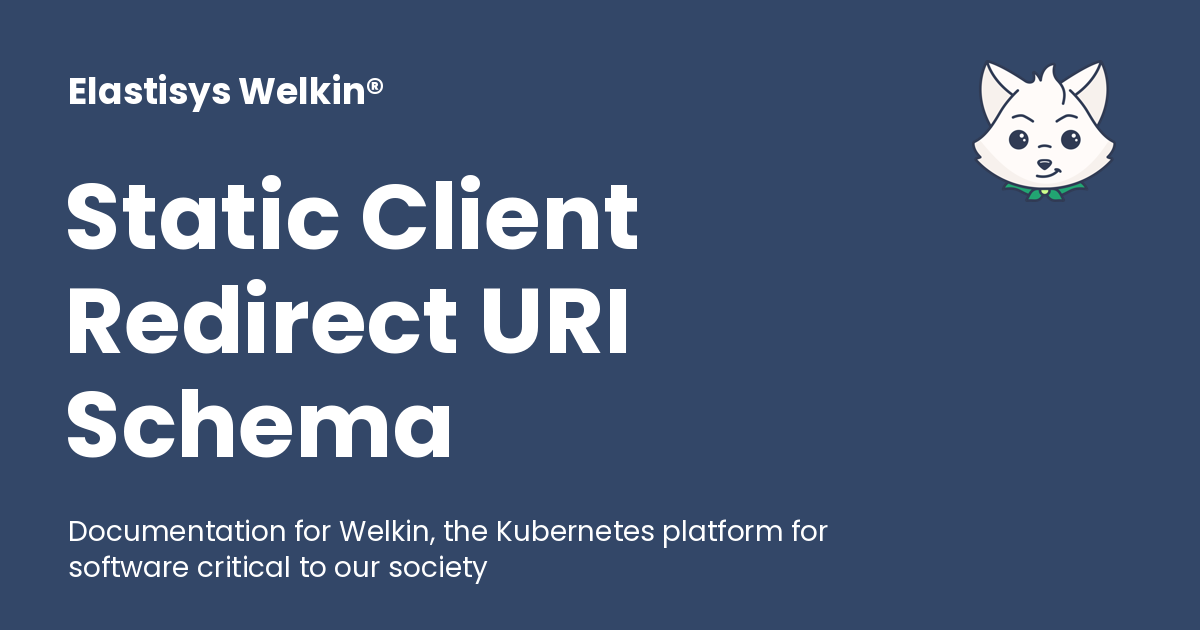 Elastisys Welkin®
Static Client
Redirect URI
Schema
Documentation for Welkin, the Kubernetes platform for
software critical to our society